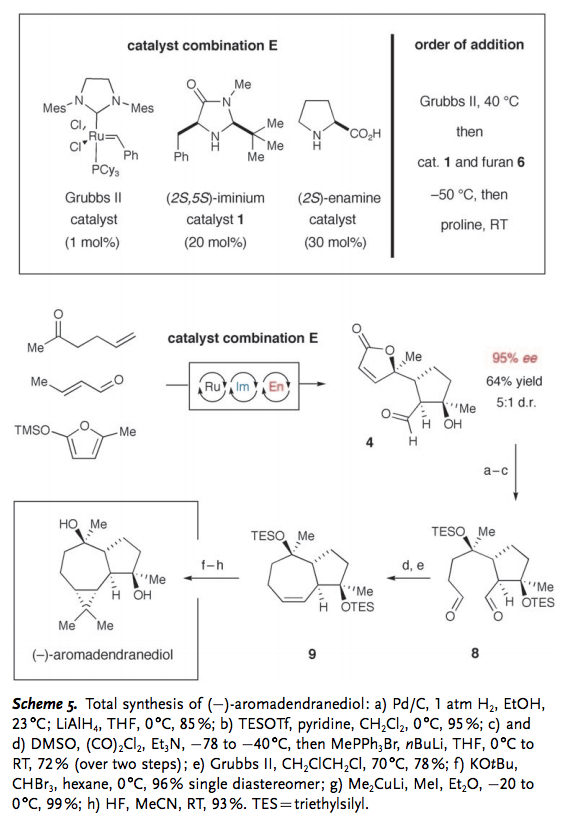 catalyst combination E
order of addition
O
N
Me
Mes
N
N
Mes
Cl
Ru
Cl
Ph
PCy3
Ph
N
H
Me
Me
Me
N
H
CO2H
Grubbs II
catalyst
(1 mol%)
(2S,5S)-iminium
catalyst 1
(20 mol%)
(2S)-enamine
catalyst
(30 mol%)
Grubbs II, 40 °C
then
cat. 1 and furan 6
–50 °C, then
proline, RT
O
Me
Me
O
TMSO
O
Me
catalyst combination E
Ru
Im
En
O
O
Me
O
H
H
OH
Me
4
95% ee
64% yield
5:1 d.r.
a–c
TESO
Me
O
O
H
Me
OTES
8
d, e
TESO
Me
H
Me
OTES
9
f–h
HO
Me
H
OH
Me
Me
Me
(–)-aromadendranediol
Scheme 5. Total synthesis of (–)-aromadendranediol: a) Pd/C, 1 atm H2, EtOH,
23 °C; LiAlH4, THF, 0 °C, 85 %; b) TESOTf, pyridine, CH2Cl2, 0 °C, 95 %; c) and
d) DMSO, (CO)2Cl2, Et3N, –78 to –40 °C, then MePPh3Br, nBuLi, THF, 0 °C to
RT, 72 % (over two steps); e) Grubbs II, CH2ClCH2Cl, 70 °C, 78 %; f) KOtBu,
CHBr3, hexane, 0 °C, 96 % single diastereomer; g) Me2CuLi, MeI, Et2O, –20 to
0 °C, 99 %; h) HF, MeCN, RT, 93 %. TES = triethylsilyl.